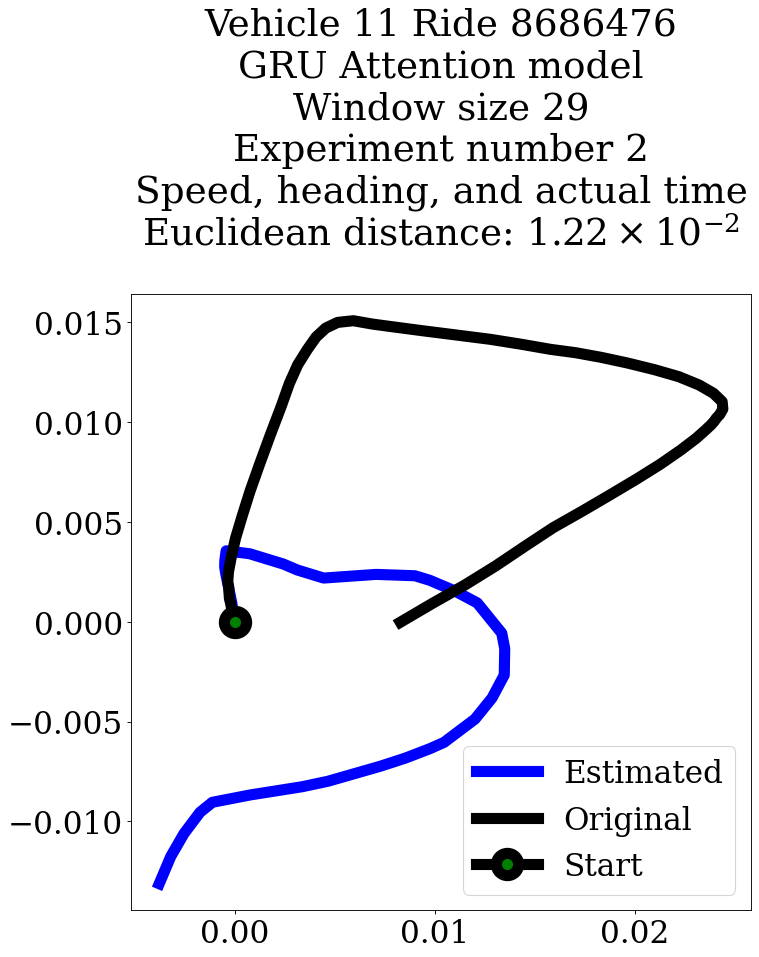 Vehicle 11 Ride 8686476
GRU Attention model
Window size 29
Experiment number 2
Speed, heading, and actual time
Euclidean distance: 1.22 × 10⁻²
0.015
0.010
0.005
0.000
−0.005
−0.010
0.00 0.01 0.02
Estimated
Original
Start